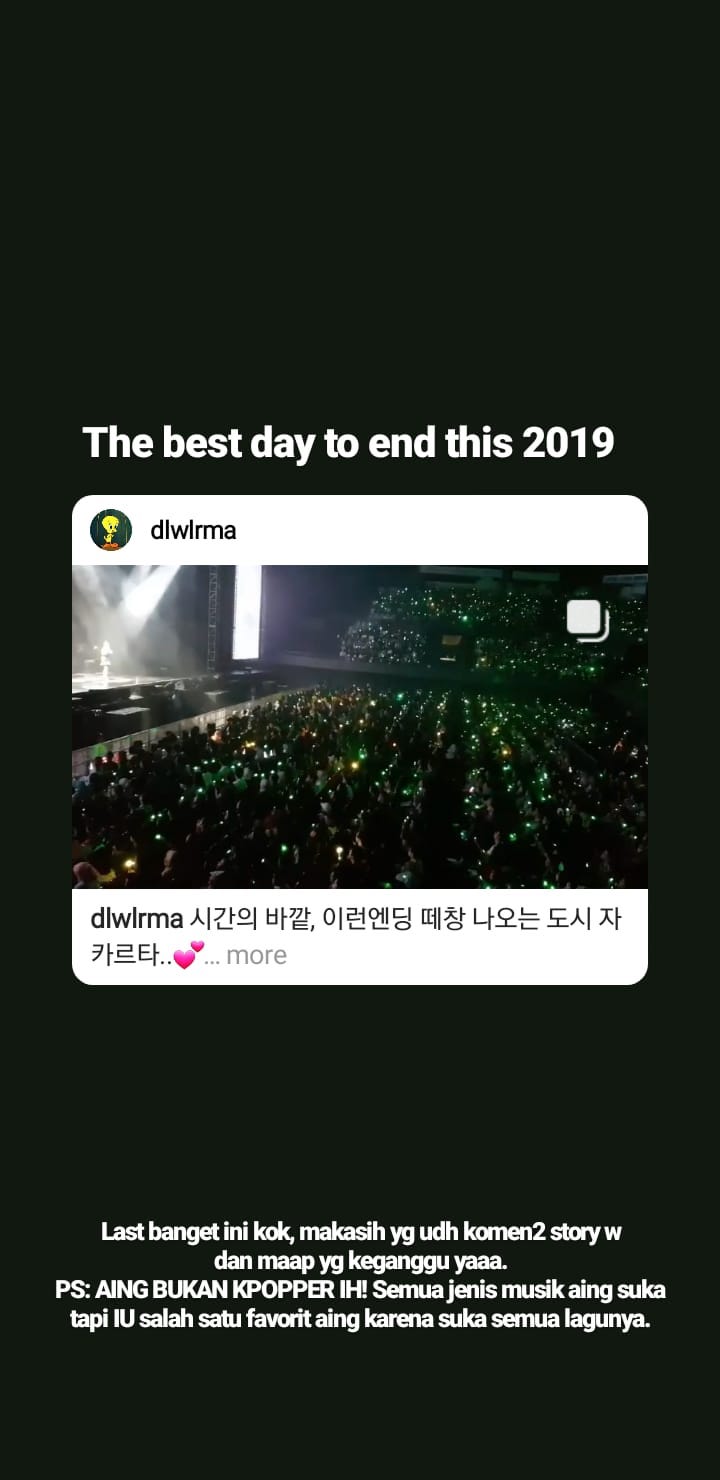 The best day to end this 2019
dlwlrma
dlwlrma 시간의 바깥, 이런엔딩 떼창 나오는 도시 자
카르타..💕... more
Last banget ini kok, makasih yg udh komen2 story w
dan maap yg keganggu yaaa.
PS: AING BUKAN KPOPPER IH! Semua jenis musik aing suka
tapi IU salah satu favorit aing karena suka semua lagunya.